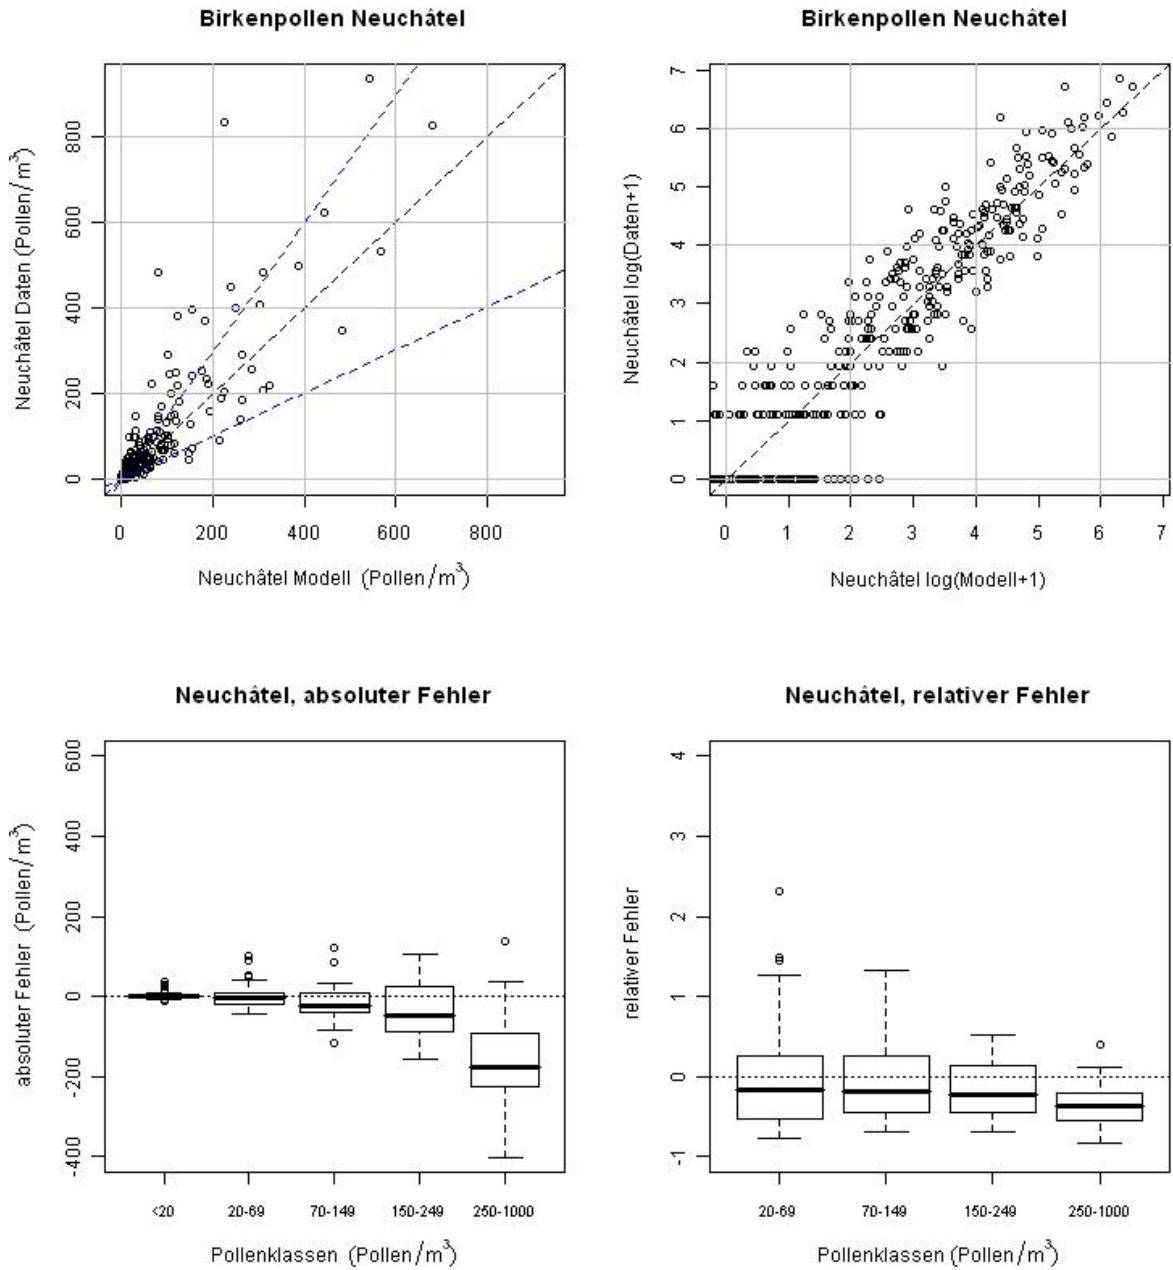 Birkenpollen Neuchâtel
Neuchâtel Daten (Pollen/m³)
800
600
400
200
0
0 200 400 600 800
Neuchâtel Modell (Pollen/m³)
Birkenpollen Neuchâtel
Neuchâtel log(Daten+1)
7
6
5
4
3
2
1
0
0 1 2 3 4 5 6 7
Neuchâtel log(Modell+1)
Neuchâtel, absoluter Fehler
absoluter Fehler (Pollen/m³)
600
400
200
0
-200
-400
<20 20-69 70-149 150-249 250-1000
Pollenklassen (Pollen/m³)
Neuchâtel, relativer Fehler
relativer Fehler
4
3
2
1
0
-1
20-69 70-149 150-249 250-1000
Pollenklassen (Pollen/m³)